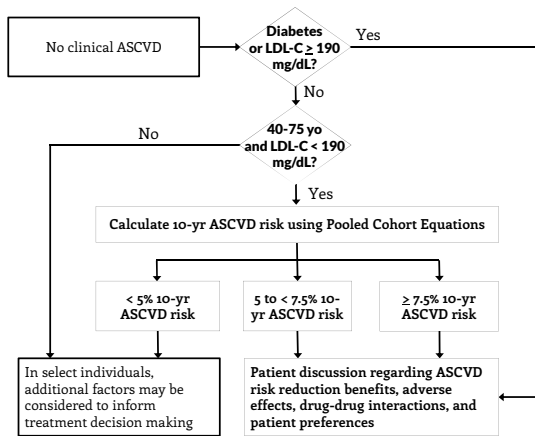 No clinical ASCVD
Diabetes
or LDL-C ≥ 190
mg/dL?
Yes
No
40-75 yo
and LDL-C < 190
mg/dL?
No
Yes
Calculate 10-yr ASCVD risk using Pooled Cohort Equations
< 5% 10-yr
ASCVD risk
5 to < 7.5% 10-
yr ASCVD risk
≥ 7.5% 10-yr
ASCVD risk
In select individuals,
additional factors may be
considered to inform
treatment decision making
Patient discussion regarding ASCVD
risk reduction benefits, adverse
effects, drug-drug interactions, and
patient preferences